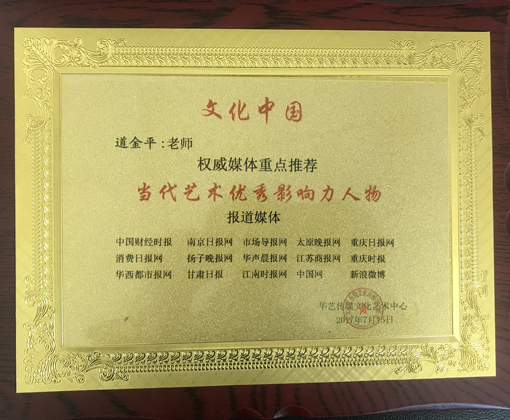 文化中国
道金平:老师
权威媒体重点推荐
当代艺术优秀影响力人物
报道媒体
中国财经时报 南京日报网 市场导报网 太原晚报网 重庆日报网
消费日报网 扬子晚报网 华声晨报网 江苏商报网 重庆时报
华西都市报网 甘肃日报 江南时报网 中国网 新浪微博
华艺传媒文化艺术中心
2017年7月15日